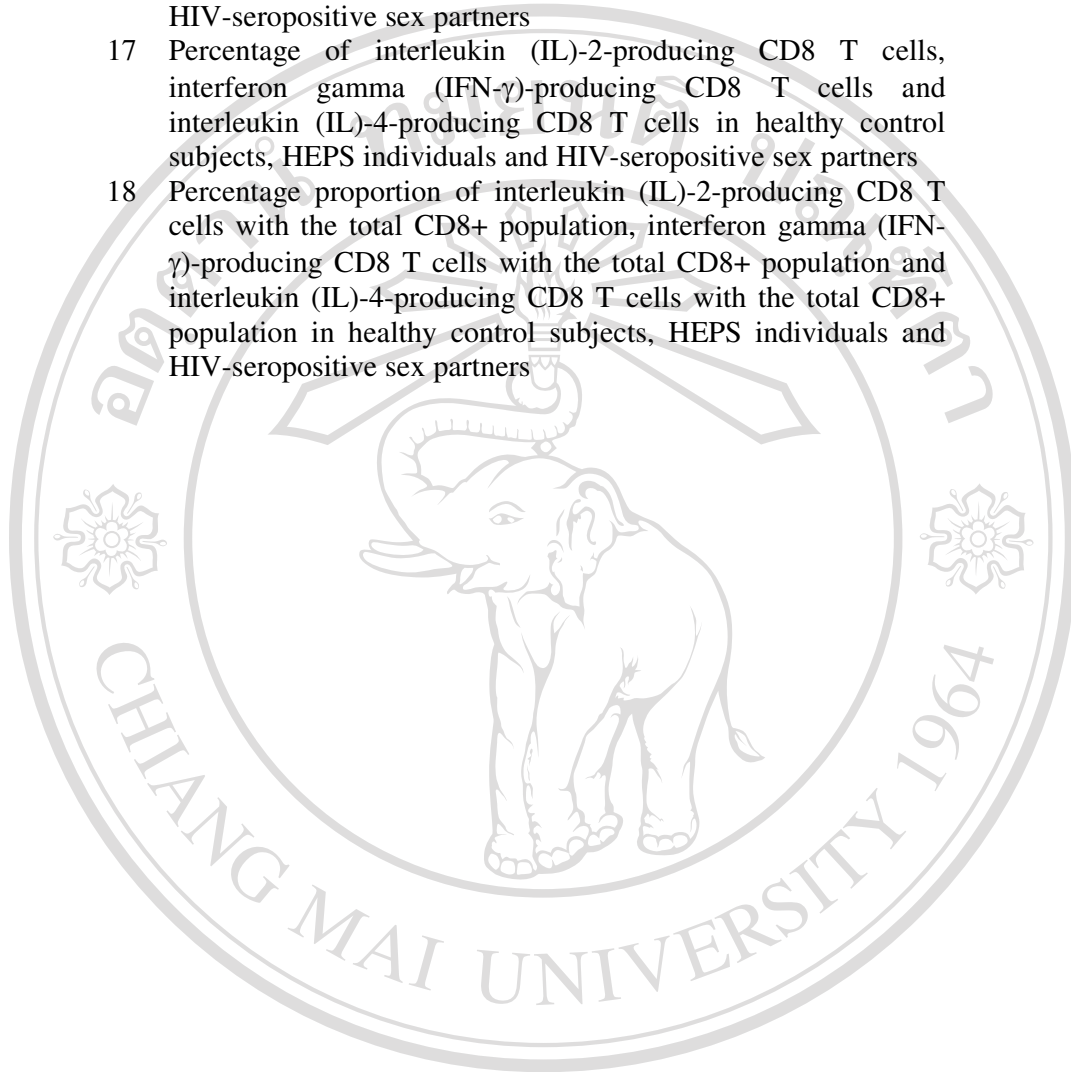 HIV-seropositive sex partners
17 Percentage of interleukin (IL)-2-producing CD8 T cells,
interferon gamma (IFN-γ)-producing CD8 T cells and
interleukin (IL)-4-producing CD8 T cells in healthy control
subjects, HEPS individuals and HIV-seropositive sex partners
18 Percentage proportion of interleukin (IL)-2-producing CD8 T
cells with the total CD8+ population, interferon gamma (IFN-
γ)-producing CD8 T cells with the total CD8+ population and
interleukin (IL)-4-producing CD8 T cells with the total CD8+
population in healthy control subjects, HEPS individuals and
HIV-seropositive sex partners
CHIANG MAI UNIVERSITY 1964